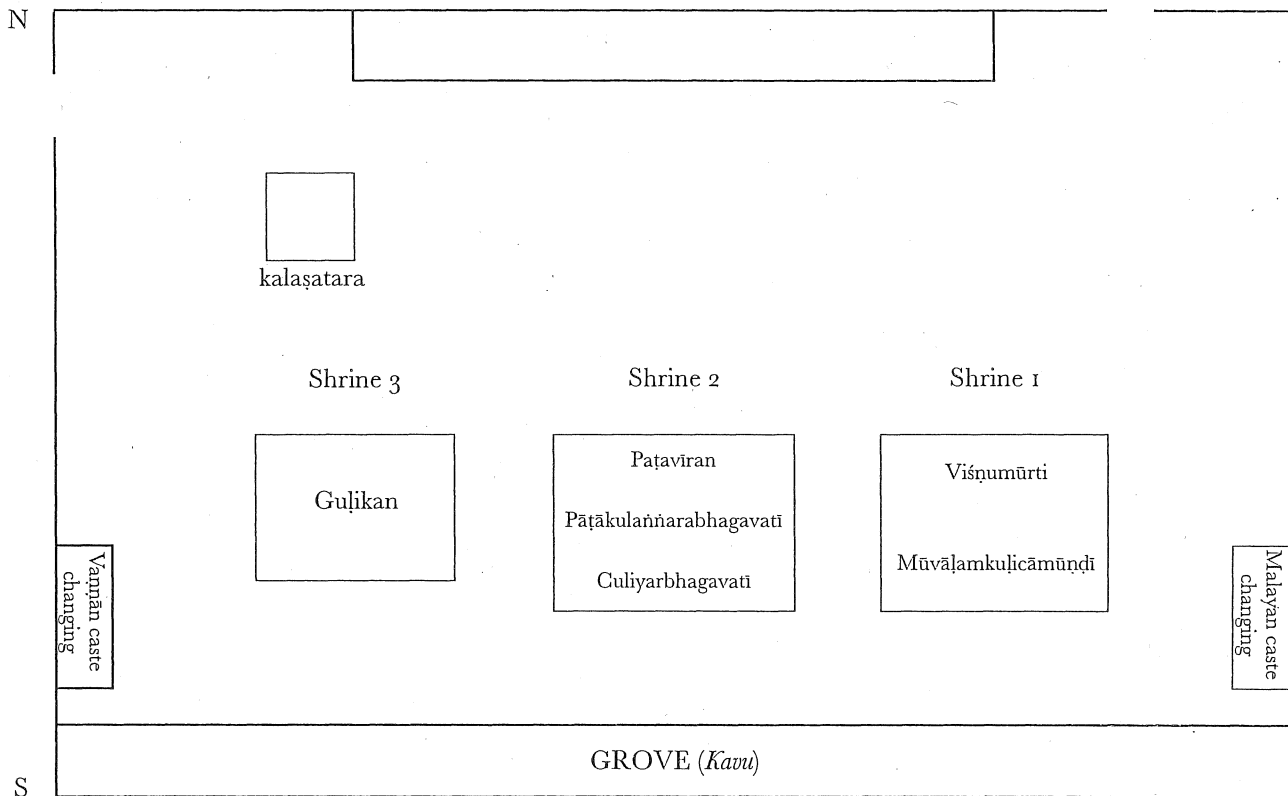 N
kalaṣatara
Shrine 3
Shrine 2
Shrine 1
Guḷikan
Paṭavīran
Pāṭākulaṅṅarabhagavatī
Culiyarbhagavatī
Viśṇumūrti
Mūvāḷamkuḷicāmūṇḍī
Vaṇṇān caste
changing
Malayan caste
changing
GROVE (Kavu)
S